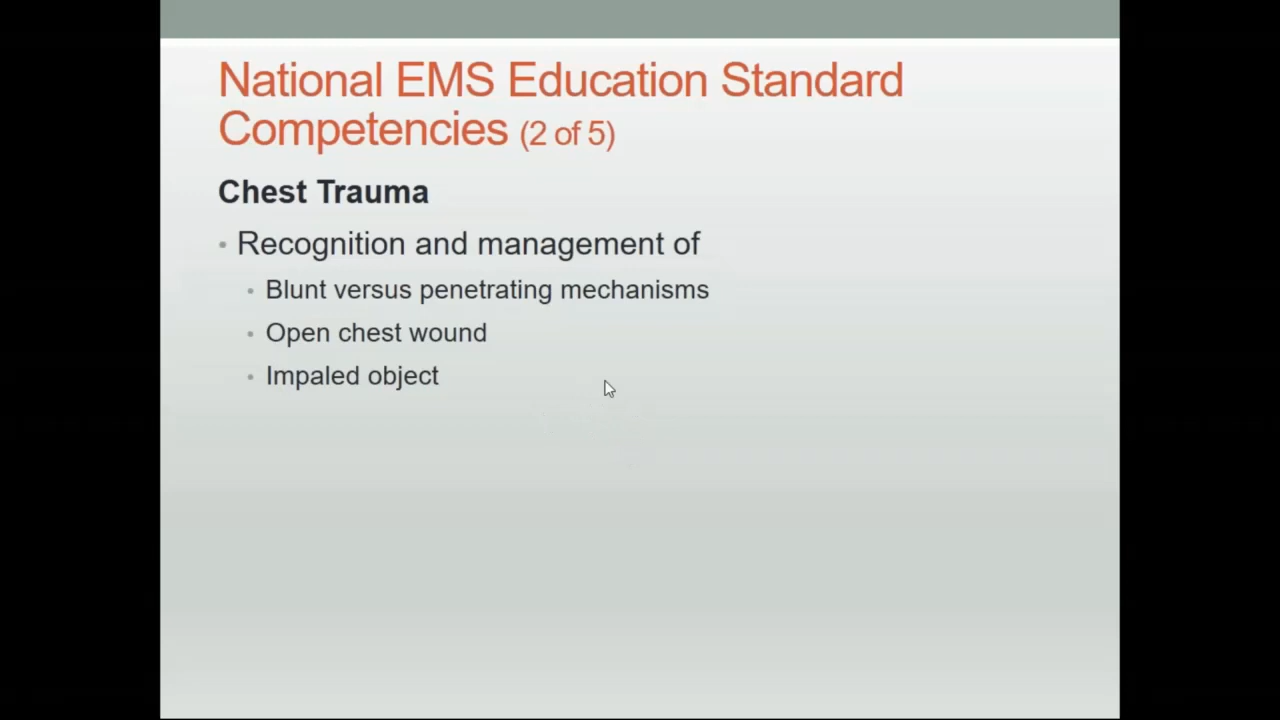 National EMS Education Standard
Competencies (2 of 5)
Chest Trauma
• Recognition and management of
• Blunt versus penetrating mechanisms
• Open chest wound
• Impaled object